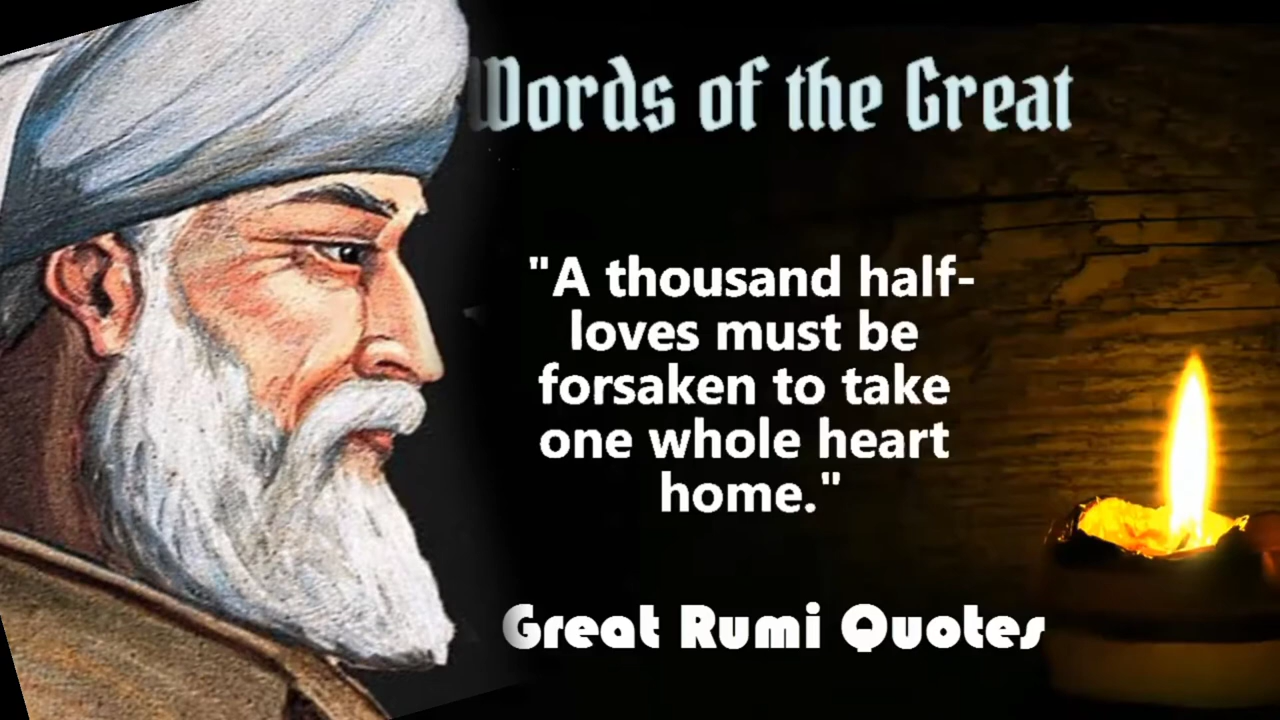 Words of the Great
"A thousand half-
loves must be
forsaken to take
one whole heart
home."
Great Rumi Quotes